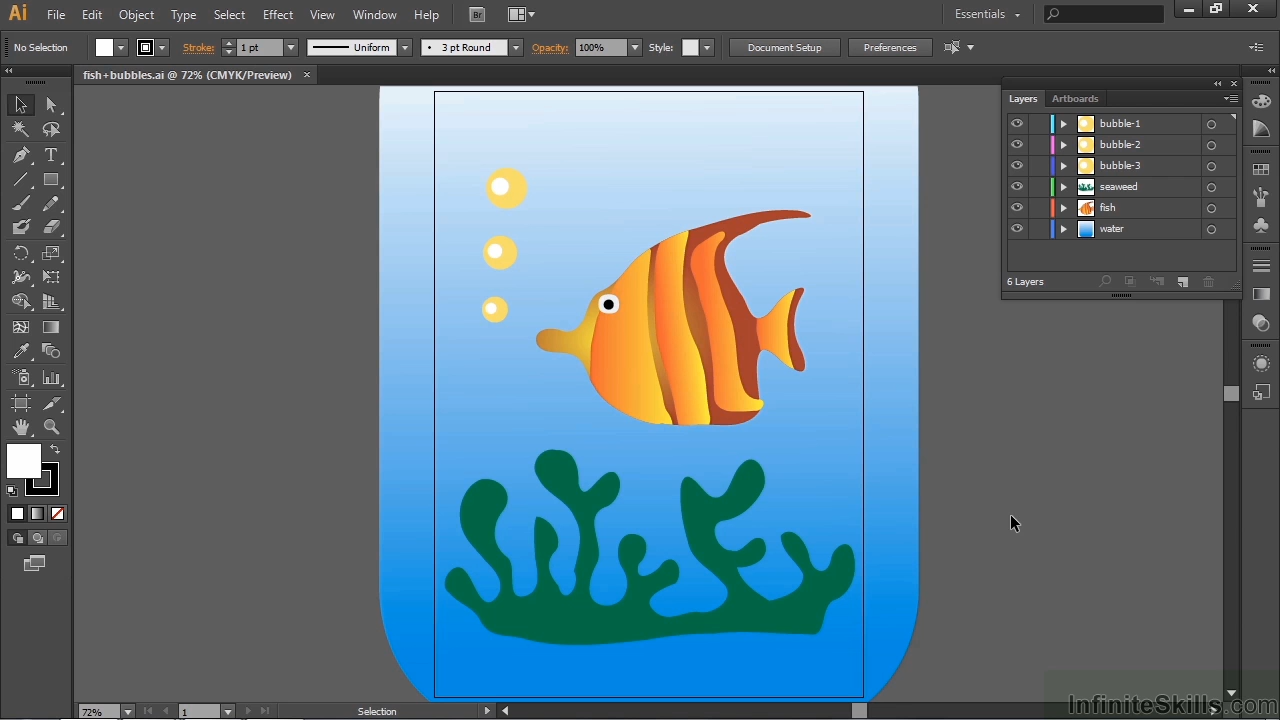 Ai File Edit Object Type Select Effect View Window Help Br Essentials
No Selection Stroke: 1 pt Uniform 3 pt Round Opacity: 100% Style: Document Setup Preferences
fish+bubbles.ai @ 72% (CMYK/Preview)
Layers Artboards
bubble-1
bubble-2
bubble-3
seaweed
fish
water
6 Layers
72% 1 Selection
InfiniteSkills.com